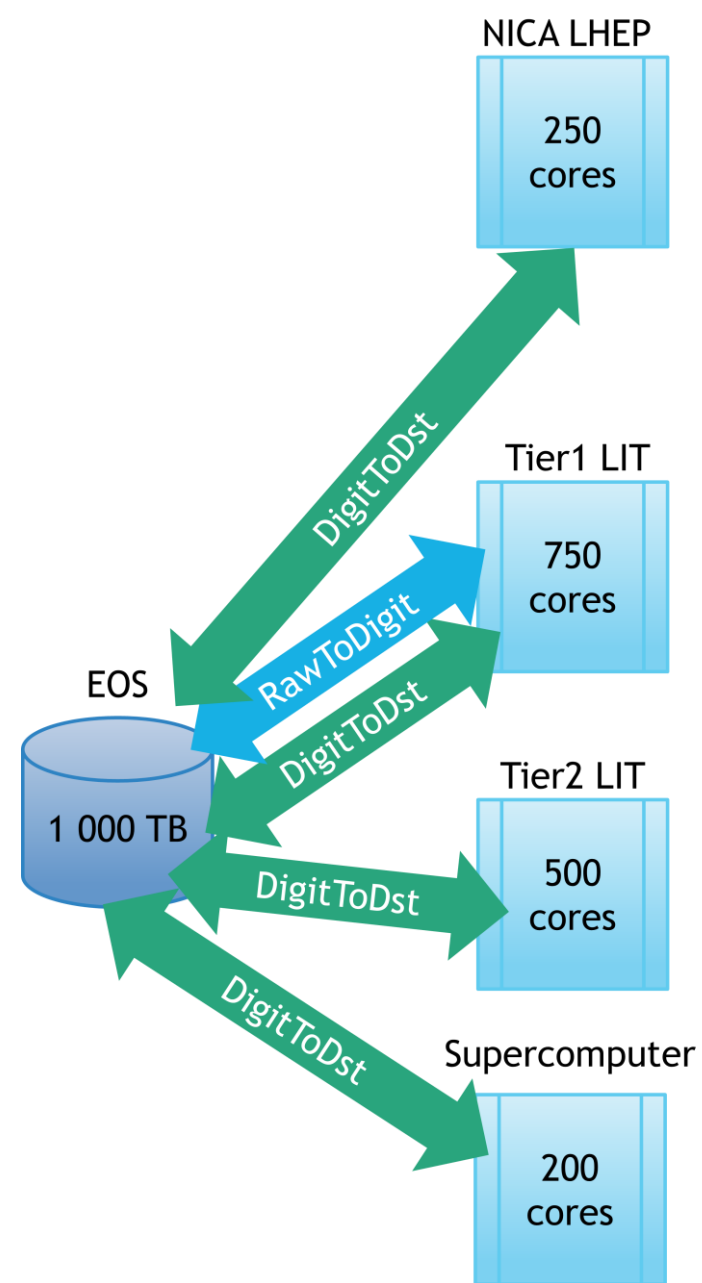 NICA LHEP
250
cores
DigitToDst
Tier1 LIT
750
cores
RawToDigit
DigitToDst
EOS
1 000 TB
Tier2 LIT
500
cores
DigitToDst
Supercomputer
200
cores
DigitToDst